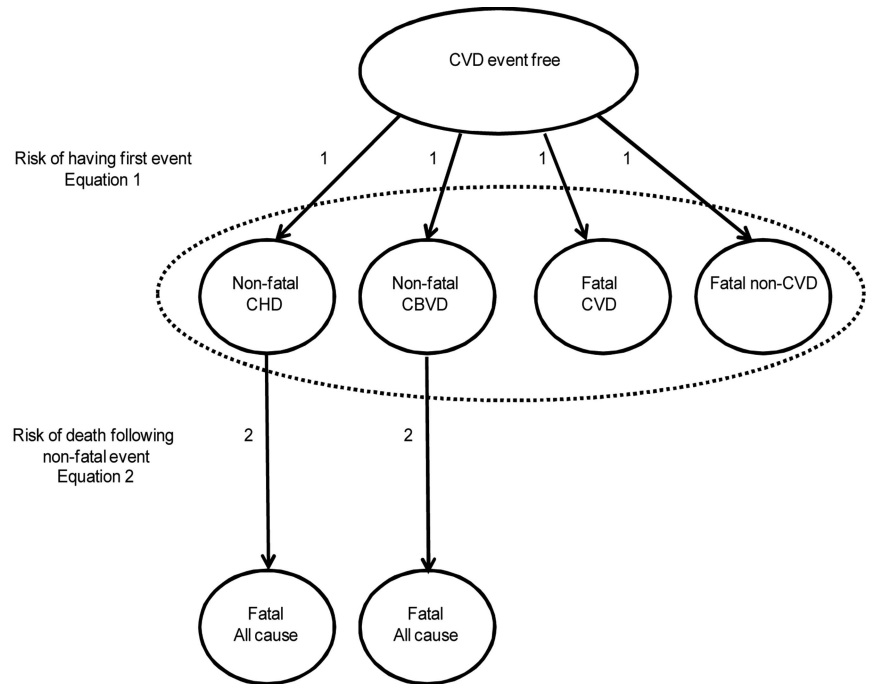 CVD event free
Risk of having first event
Equation 1
1
1
1
1
Non-fatal
CHD
Non-fatal
CBVD
Fatal
CVD
Fatal non-CVD
Risk of death following
non-fatal event
Equation 2
2
2
Fatal
All cause
Fatal
All cause